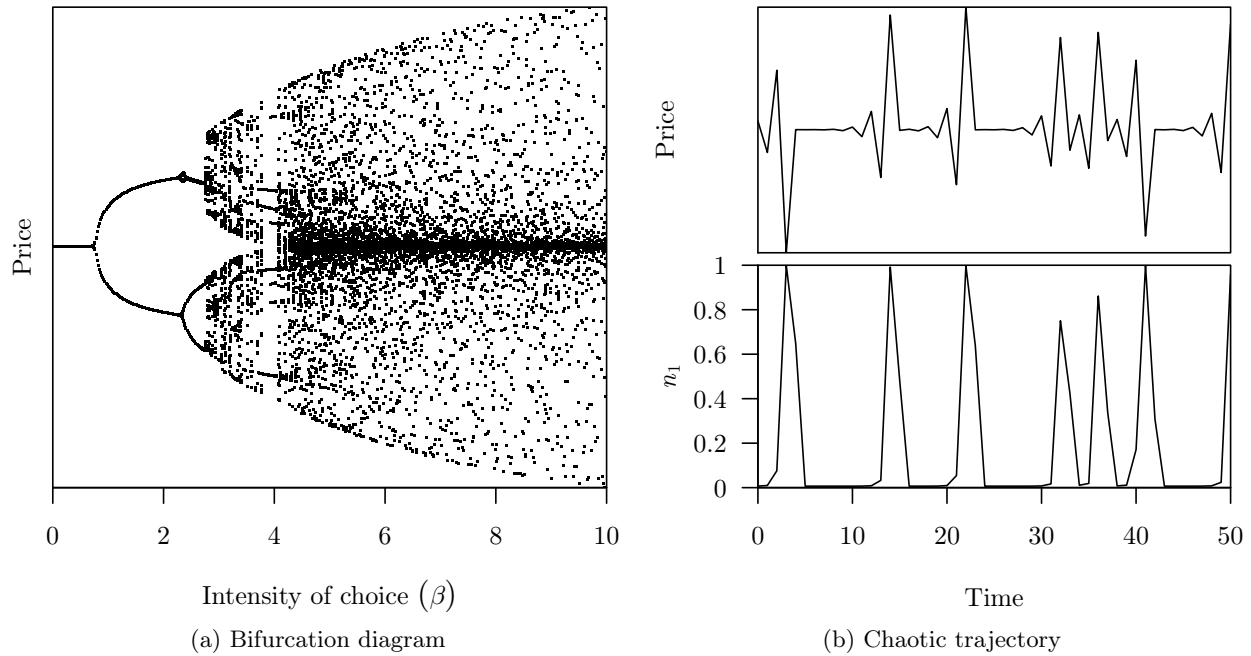 Price
0 2 4 6 8 10
Intensity of choice (β)
(a) Bifurcation diagram
Price
1
0.8
0.6
n₁
0.4
0.2
0
0 10 20 30 40 50
Time
(b) Chaotic trajectory